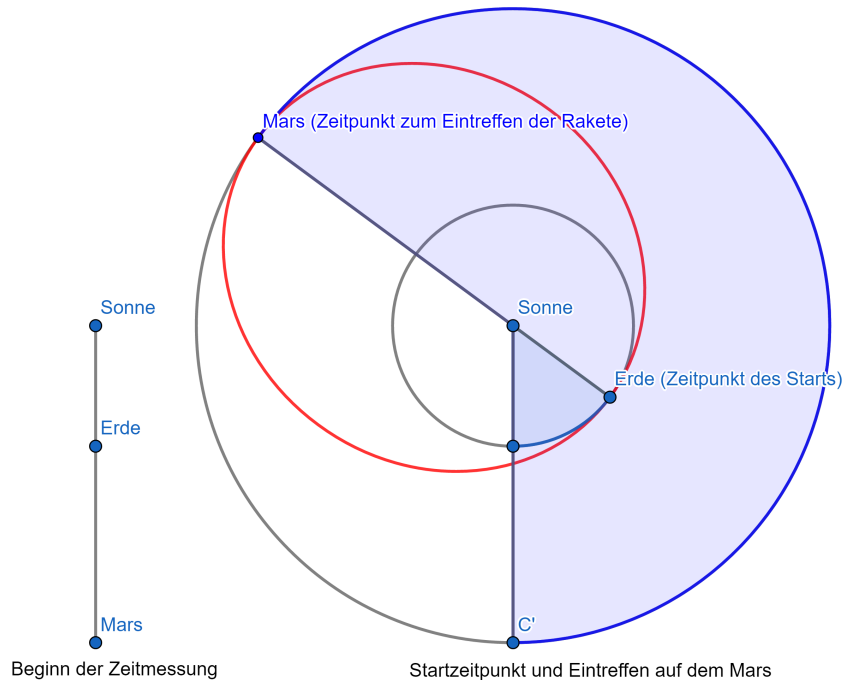 Mars (Zeitpunkt zum Eintreffen der Rakete)
Sonne
Sonne
Erde (Zeitpunkt des Starts)
Erde
Mars
C'
Beginn der Zeitmessung
Startzeitpunkt und Eintreffen auf dem Mars